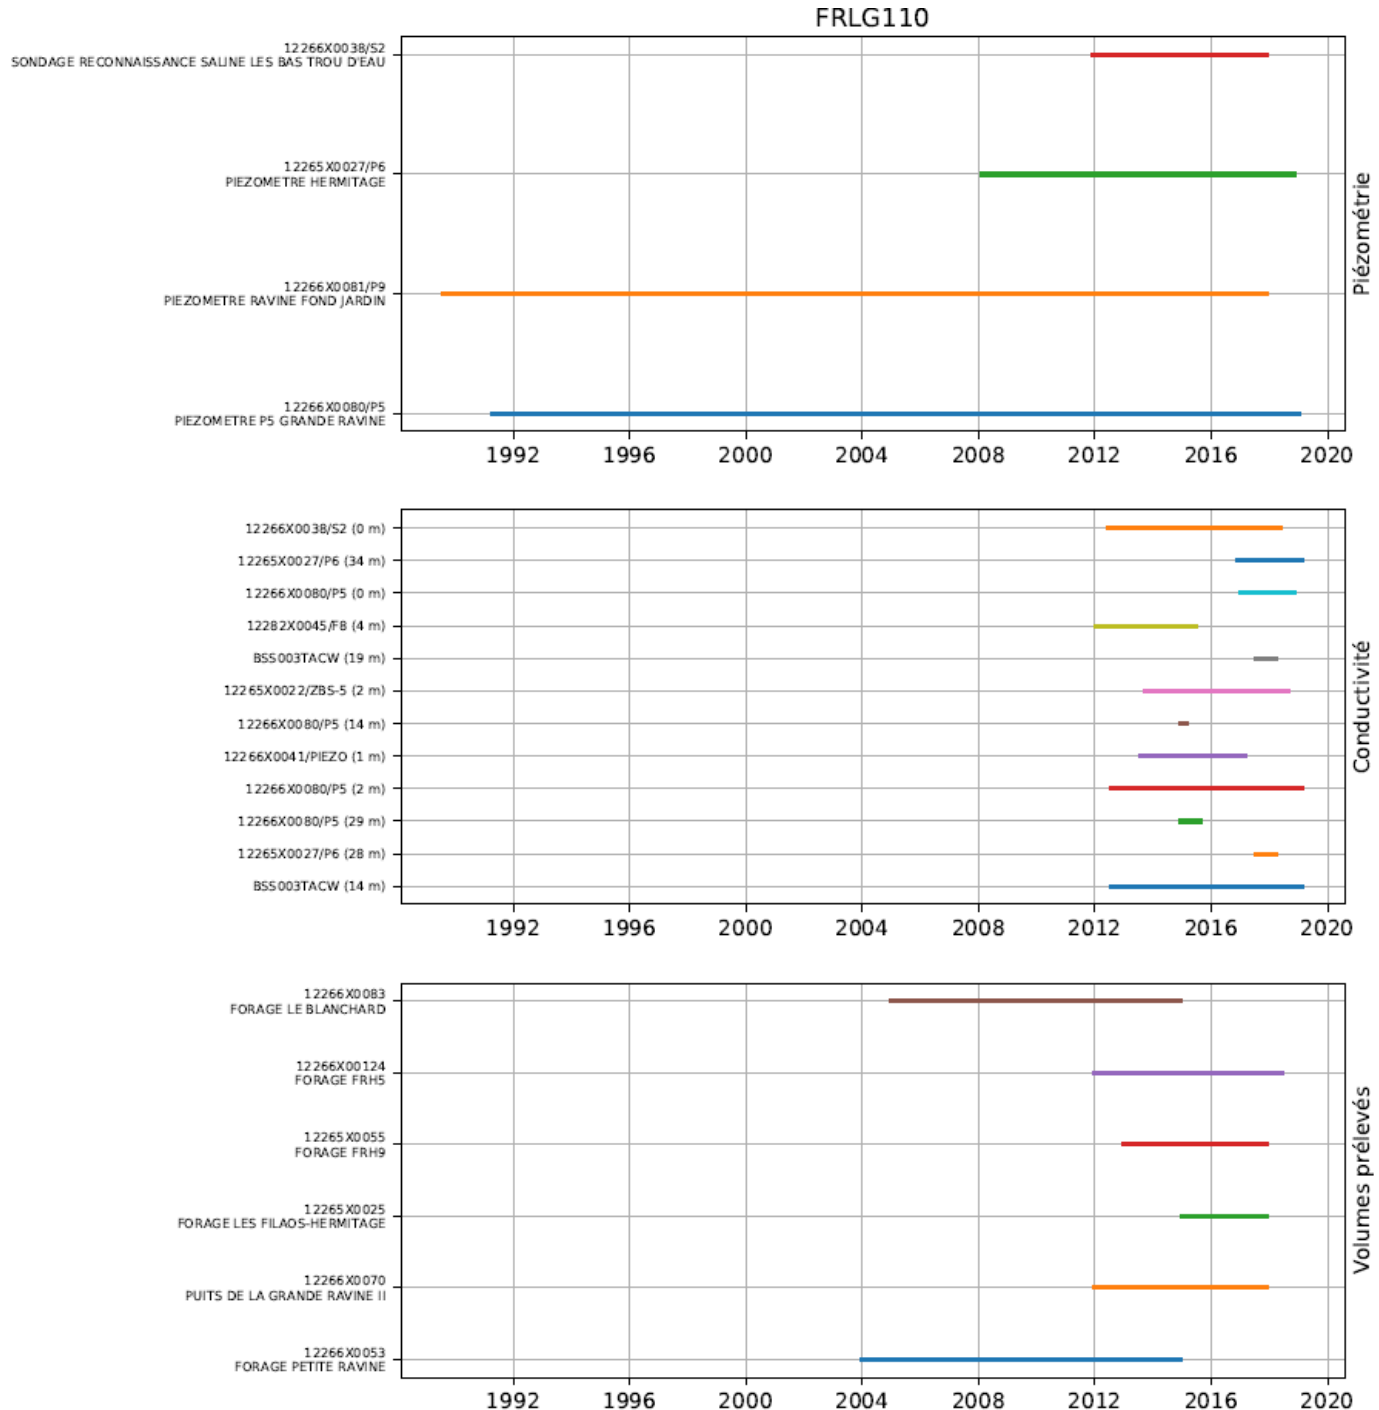 FRLG110
12266X0038/S2
SONDAGE RECONNAISSANCE SALINE LES BAS TROU D'EAU
12265X0027/P6
PIEZOMETRE HERMITAGE
12266X0081/P9
PIEZOMETRE RAVINE FOND JARDIN
12266X0080/P5
PIEZOMETRE P5 GRANDE RAVINE
Piézométrie
1992 1996 2000 2004 2008 2012 2016 2020
12266X0038/S2 (0 m)
12265X0027/P6 (34 m)
12266X0080/P5 (0 m)
12282X0045/F8 (4 m)
BSS003TACW (19 m)
12265X0022/ZBS-5 (2 m)
12266X0080/P5 (14 m)
12266X0041/PIEZO (1 m)
12266X0080/P5 (2 m)
12266X0080/P5 (29 m)
12265X0027/P6 (28 m)
BSS003TACW (14 m)
Conductivité
1992 1996 2000 2004 2008 2012 2016 2020
12266X0083
FORAGE LE BLANCHARD
12266X00124
FORAGE FRH5
12265X0055
FORAGE FRH9
12265X0025
FORAGE LES FILAOS-HERMITAGE
12266X0070
PUITS DE LA GRANDE RAVINE II
12266X0053
FORAGE PETITE RAVINE
Volumes prélevés
1992 1996 2000 2004 2008 2012 2016 2020